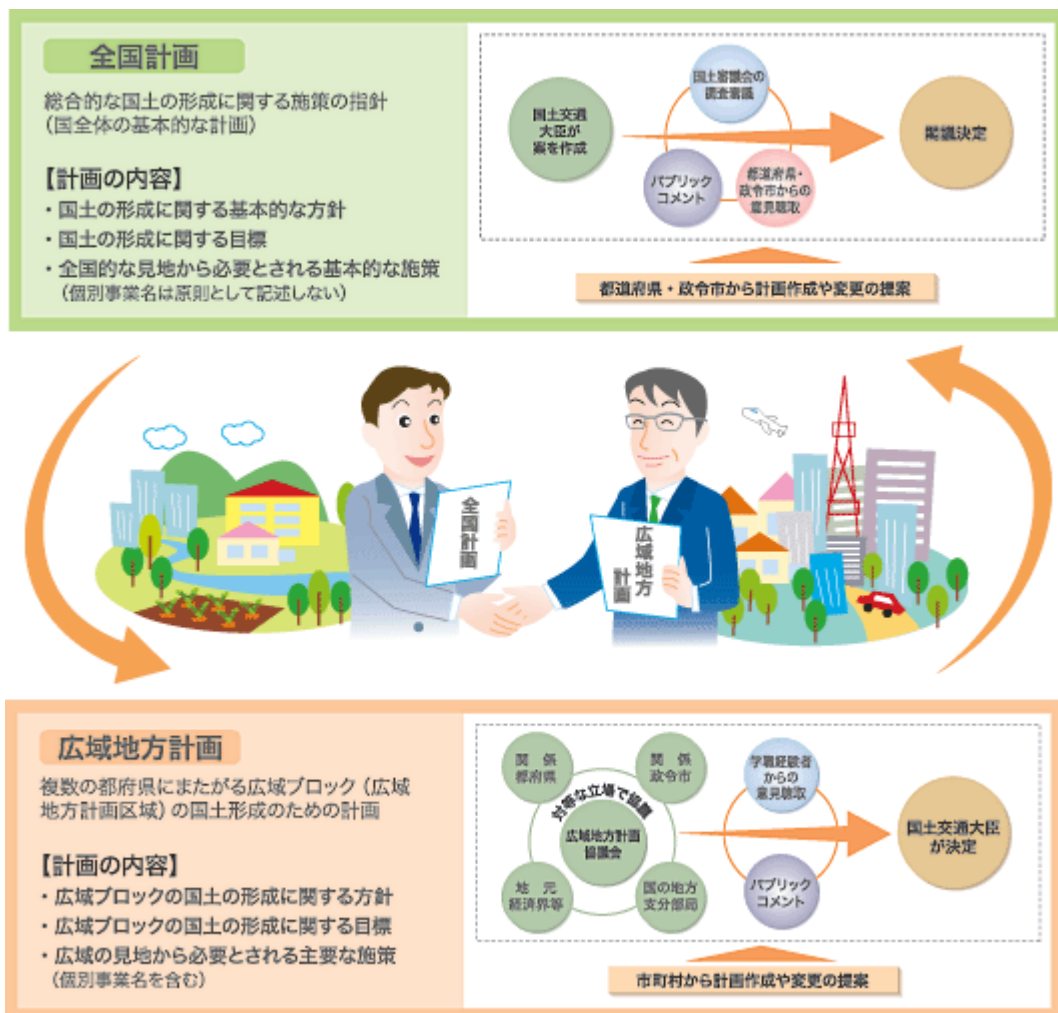 全国計画
総合的な国土の形成に関する施策の指針
（国全体の基本的な計画）
【計画の内容】
・国土の形成に関する基本的な方針
・国土の形成に関する目標
・全国的な見地から必要とされる基本的な施策
（個別事業名は原則として記述しない）
国土交通
大臣が
案を作成
国土審議会の
調査審議
パブリック
コメント
都道府県・
政令市からの
意見聴取
閣議決定
都道府県・政令市から計画作成や変更の提案
全国計画
広域地方
計画
広域地方計画
複数の都府県にまたがる広域ブロック（広域
地方計画区域）の国土形成のための計画
【計画の内容】
・広域ブロックの国土の形成に関する方針
・広域ブロックの国土の形成に関する目標
・広域の見地から必要とされる主要な施策
（個別事業名を含む）
関　係
都府県
関　係
政令市
対等な立場で協議
広域地方計画
協議会
地　元
経済界等
国の地方
支分部局
学識経験者
からの
意見聴取
パブリック
コメント
国土交通大臣
が決定
市町村から計画作成や変更の提案